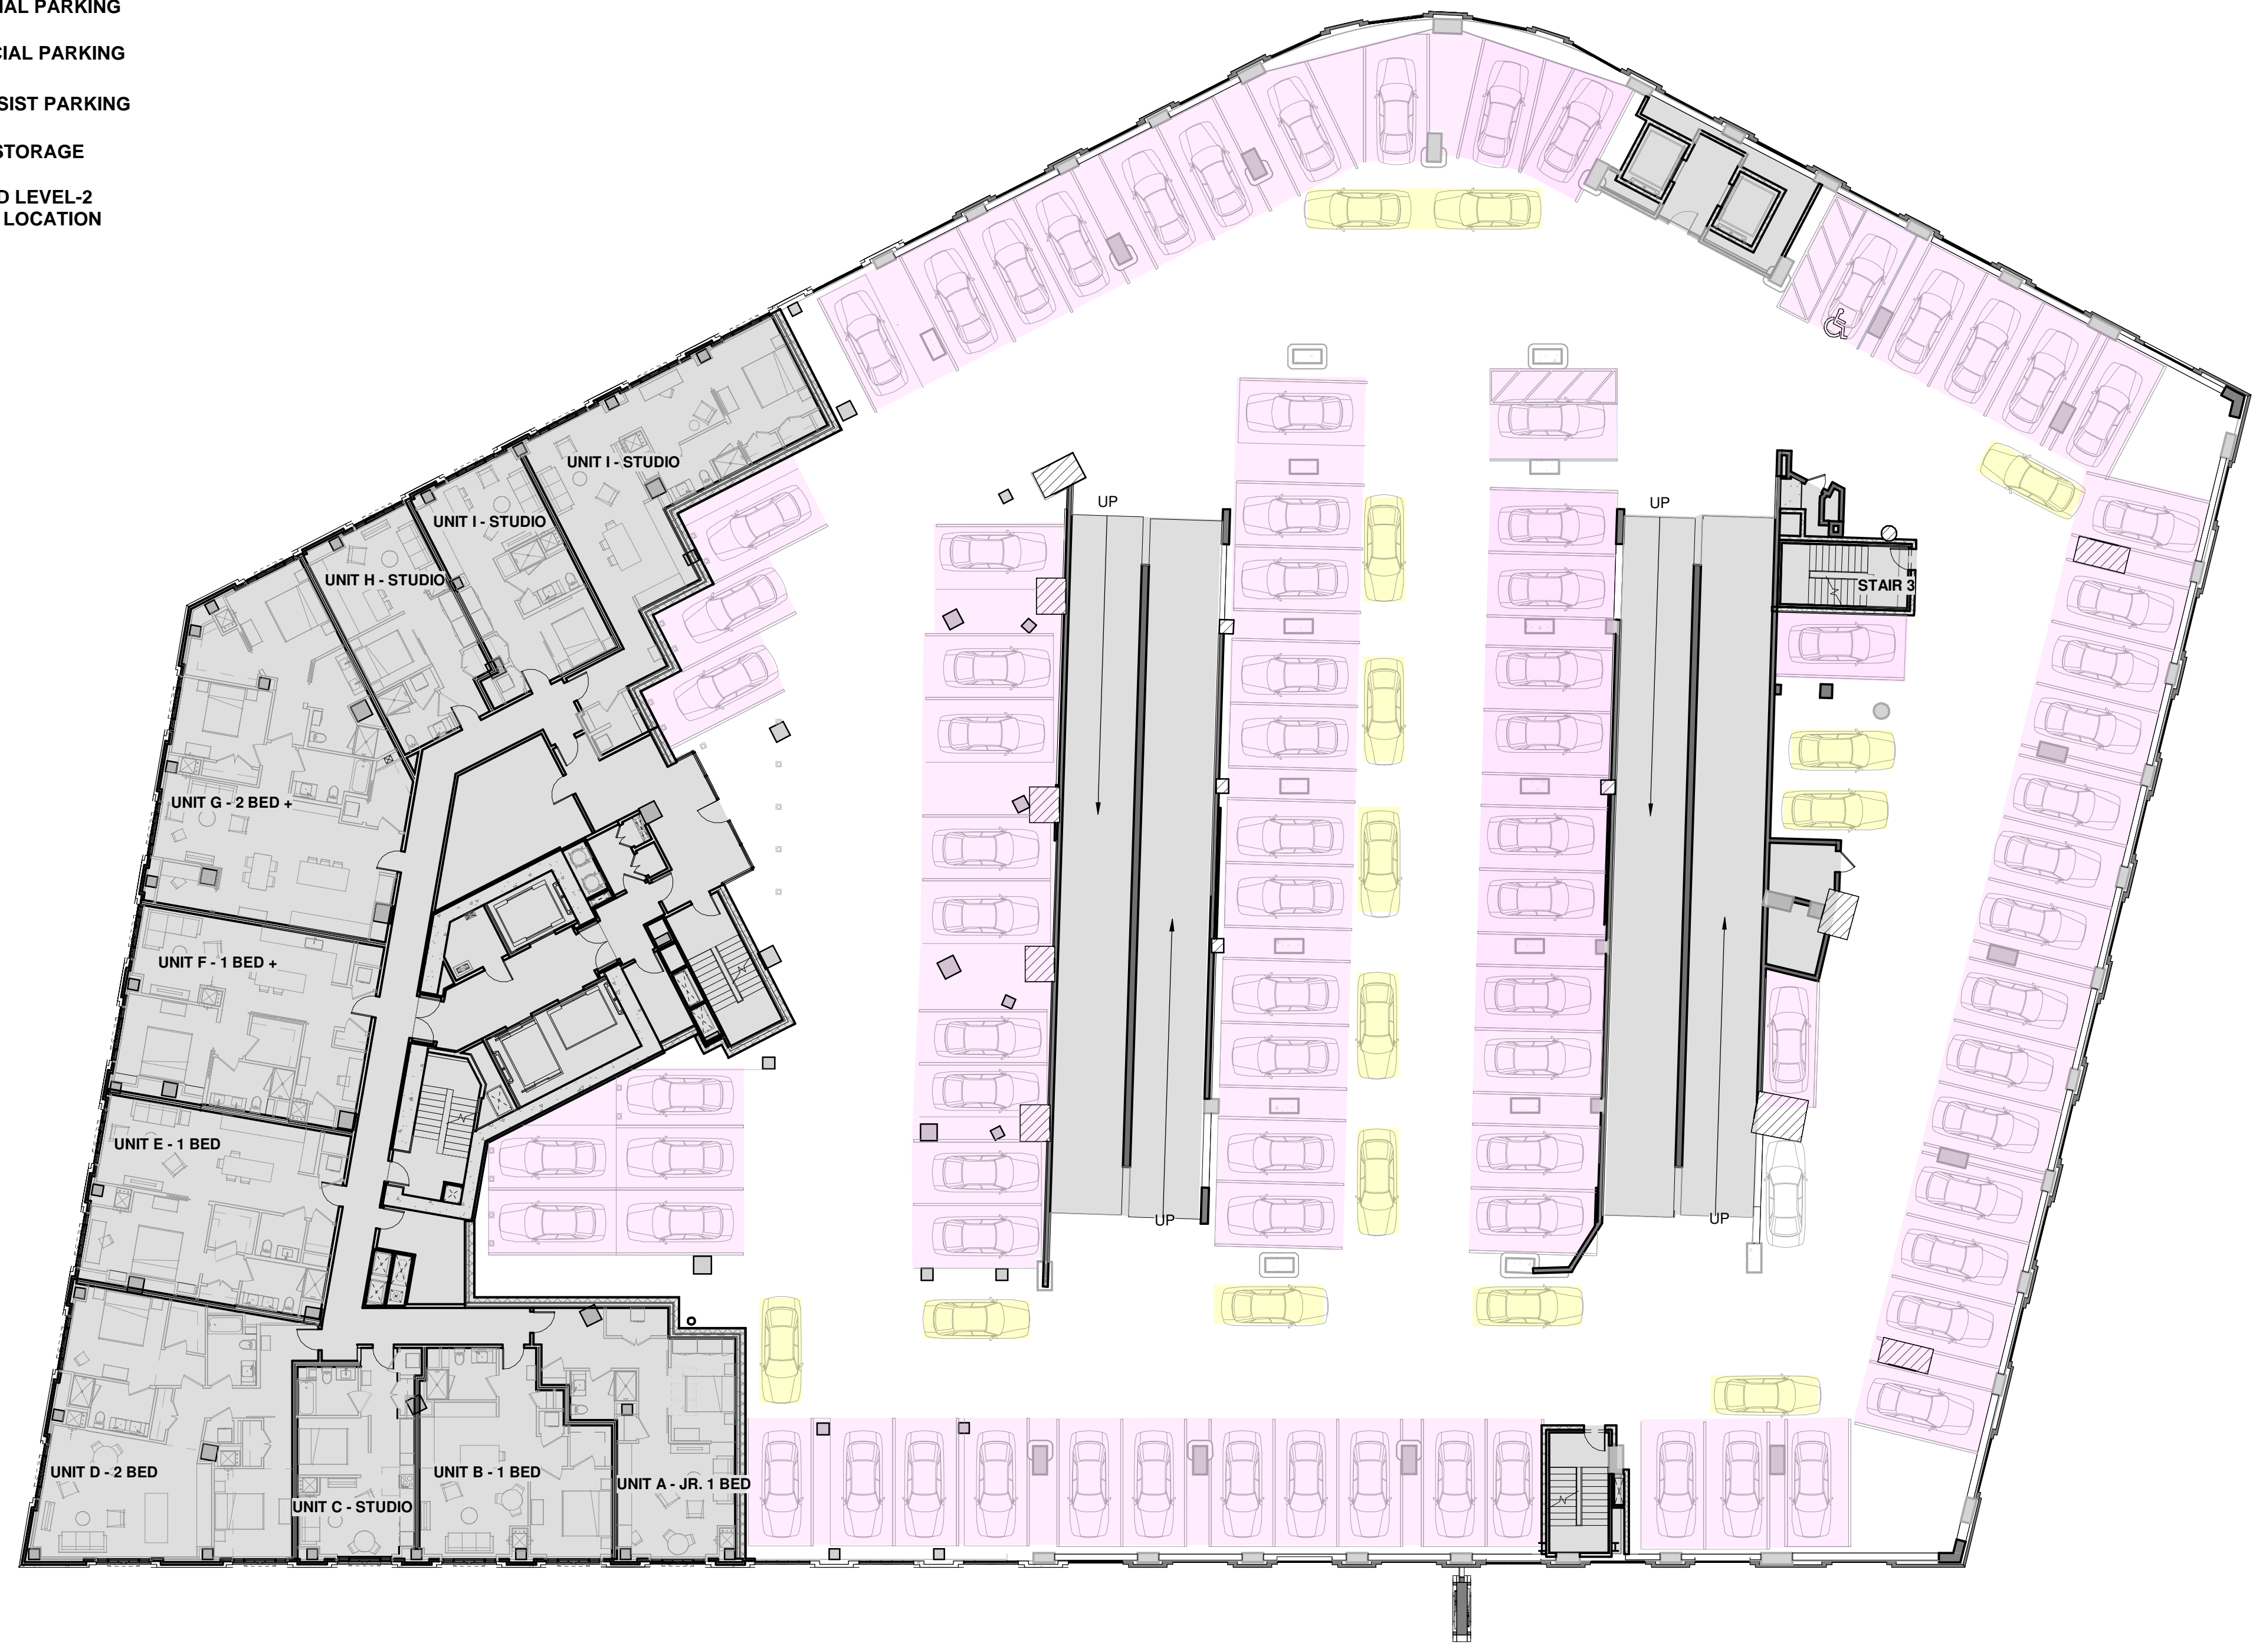 IAL PARKING
CIAL PARKING
SIST PARKING
STORAGE
D LEVEL-2
LOCATION
UNIT I - STUDIO
UNIT I - STUDIO
UNIT H - STUDIO
UP
UP
STAIR 3
UNIT G - 2 BED +
UNIT F - 1 BED +
UNIT E - 1 BED
UP
UP
UNIT D - 2 BED
UNIT B - 1 BED
UNIT A - JR. 1 BED
UNIT C - STUDIO